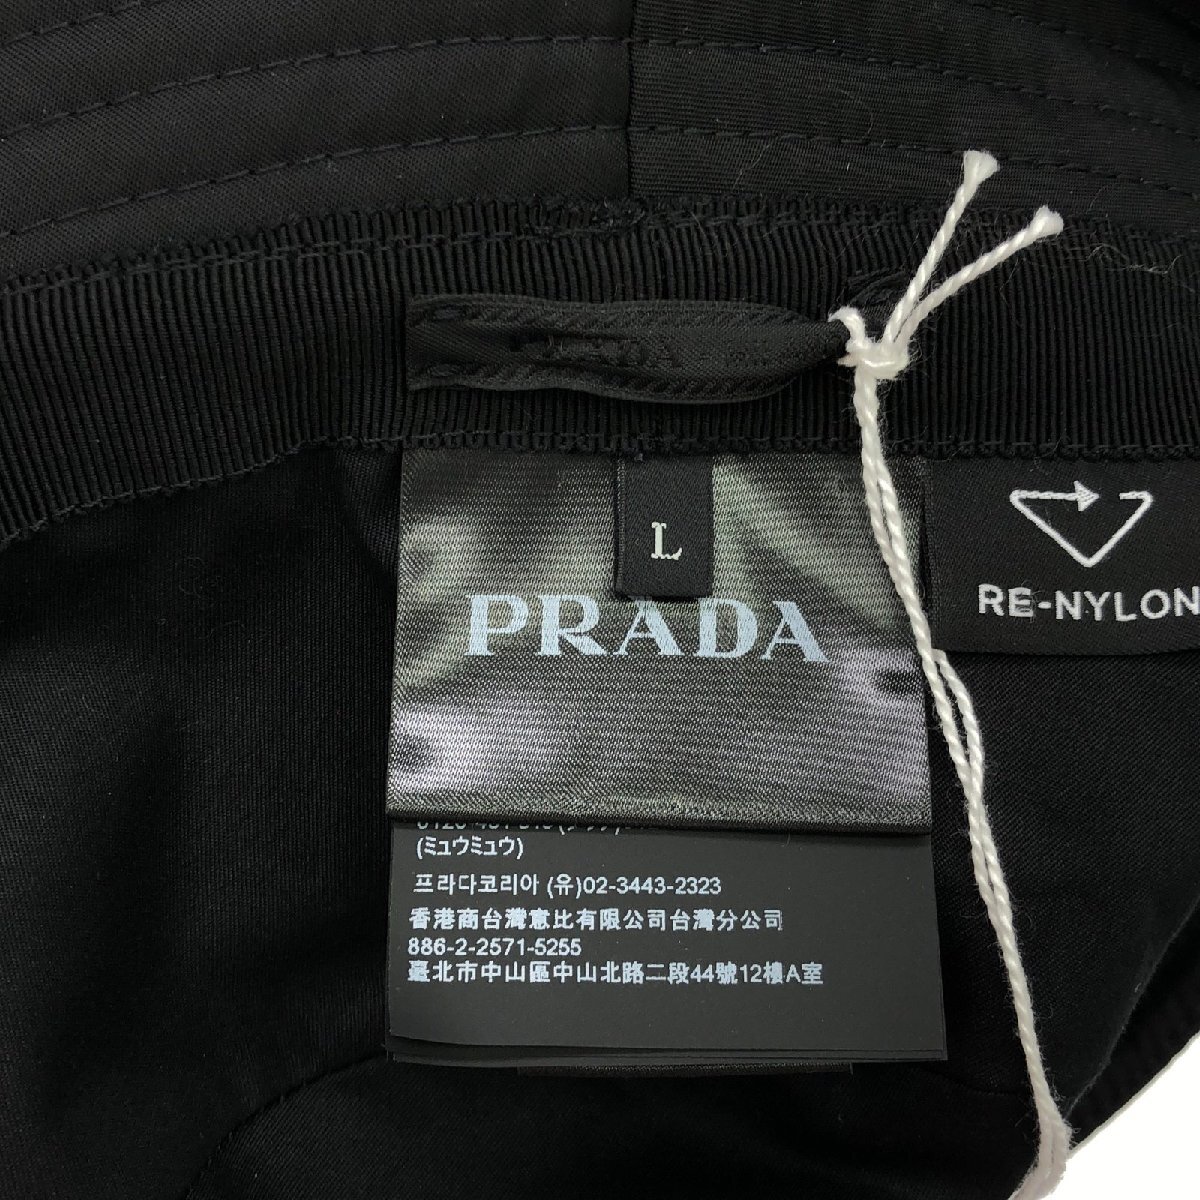 L
PRADA
RE-NYLON
(ミュウミュウ)
프라다코리아 (유)02-3443-2323
香港商台灣惠比有限公司台灣分公司
886-2-2571-5255
臺北市中山區中山北路二段44號12樓A室